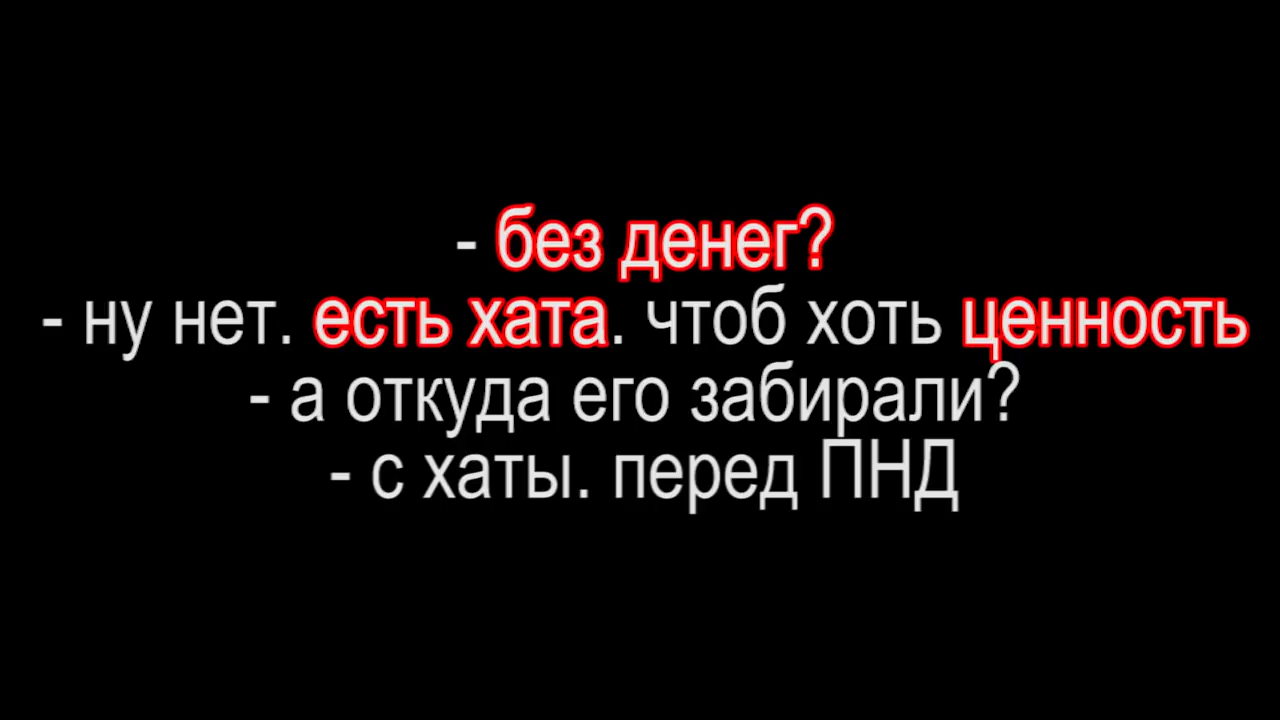 - без денег?
- ну нет. есть хата. чтоб хоть ценность
- а откуда его забирали?
- с хаты. перед ПНД